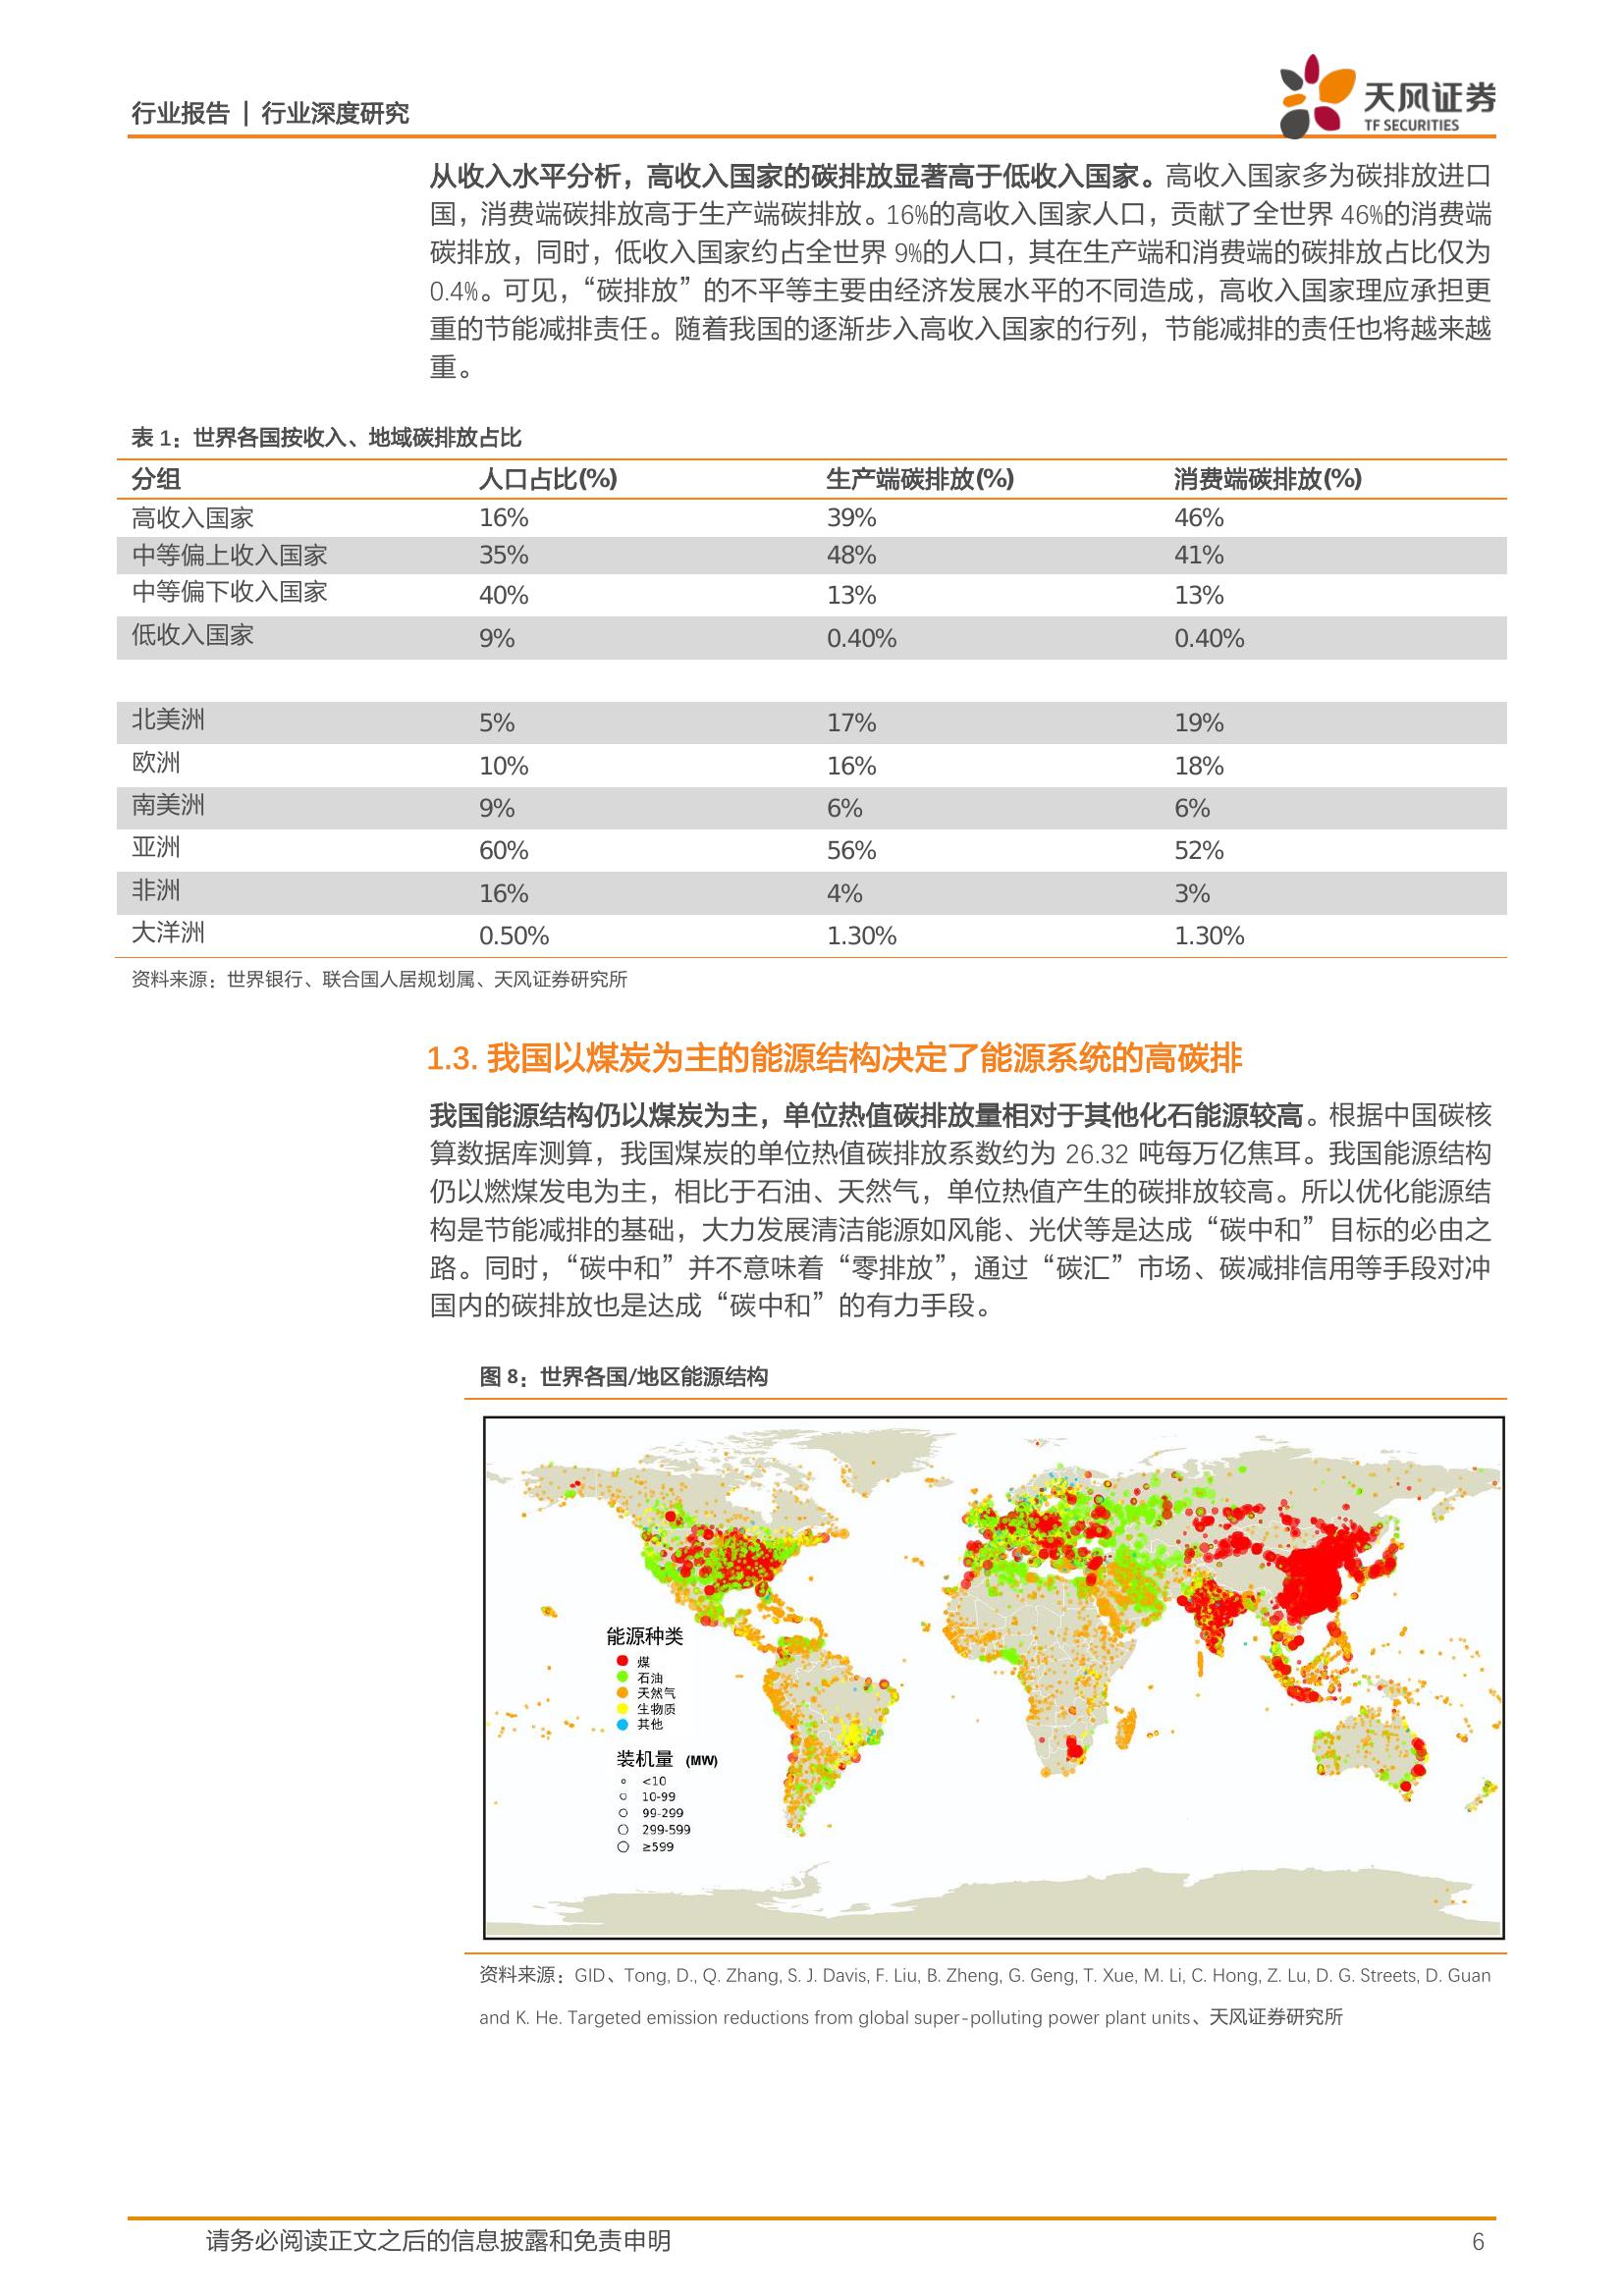 行业报告 | 行业深度研究
天风证券
TF SECURITIES
从收入水平分析，高收入国家的碳排放显著高于低收入国家。高收入国家多为碳排放进口
国，消费端碳排放高于生产端碳排放。16%的高收入国家人口，贡献了全世界 46%的消费端
碳排放，同时，低收入国家约占全世界 9%的人口，其在生产端和消费端的碳排放占比仅为
0.4%。可见，“碳排放”的不平等主要由经济发展水平的不同造成，高收入国家理应承担更
重的节能减排责任。随着我国的逐渐步入高收入国家的行列，节能减排的责任也将越来越
重。
表 1：世界各国按收入、地域碳排放占比
分组 人口占比(%) 生产端碳排放(%) 消费端碳排放(%)
高收入国家 16% 39% 46%
中等偏上收入国家 35% 48% 41%
中等偏下收入国家 40% 13% 13%
低收入国家 9% 0.40% 0.40%
北美洲 5% 17% 19%
欧洲 10% 16% 18%
南美洲 9% 6% 6%
亚洲 60% 56% 52%
非洲 16% 4% 3%
大洋洲 0.50% 1.30% 1.30%
资料来源：世界银行、联合国人居规划属、天风证券研究所
1.3. 我国以煤炭为主的能源结构决定了能源系统的高碳排
我国能源结构仍以煤炭为主，单位热值碳排放量相对于其他化石能源较高。根据中国碳核
算数据库测算，我国煤炭的单位热值碳排放系数约为 26.32 吨每万亿焦耳。我国能源结构
仍以燃煤发电为主，相比于石油、天然气，单位热值产生的碳排放较高。所以优化能源结
构是节能减排的基础，大力发展清洁能源如风能、光伏等是达成“碳中和”目标的必由之
路。同时，“碳中和”并不意味着“零排放”，通过“碳汇”市场、碳减排信用等手段对冲
国内的碳排放也是达成“碳中和”的有力手段。
图 8：世界各国/地区能源结构
能源种类
煤
石油
天然气
生物质
其他
装机量 (MW)
<10
10-99
99-299
299-599
≥599
资料来源：GID、Tong, D., Q. Zhang, S. J. Davis, F. Liu, B. Zheng, G. Geng, T. Xue, M. Li, C. Hong, Z. Lu, D. G. Streets, D. Guan
and K. He. Targeted emission reductions from global super-polluting power plant units、天风证券研究所
请务必阅读正文之后的信息披露和免责申明 6